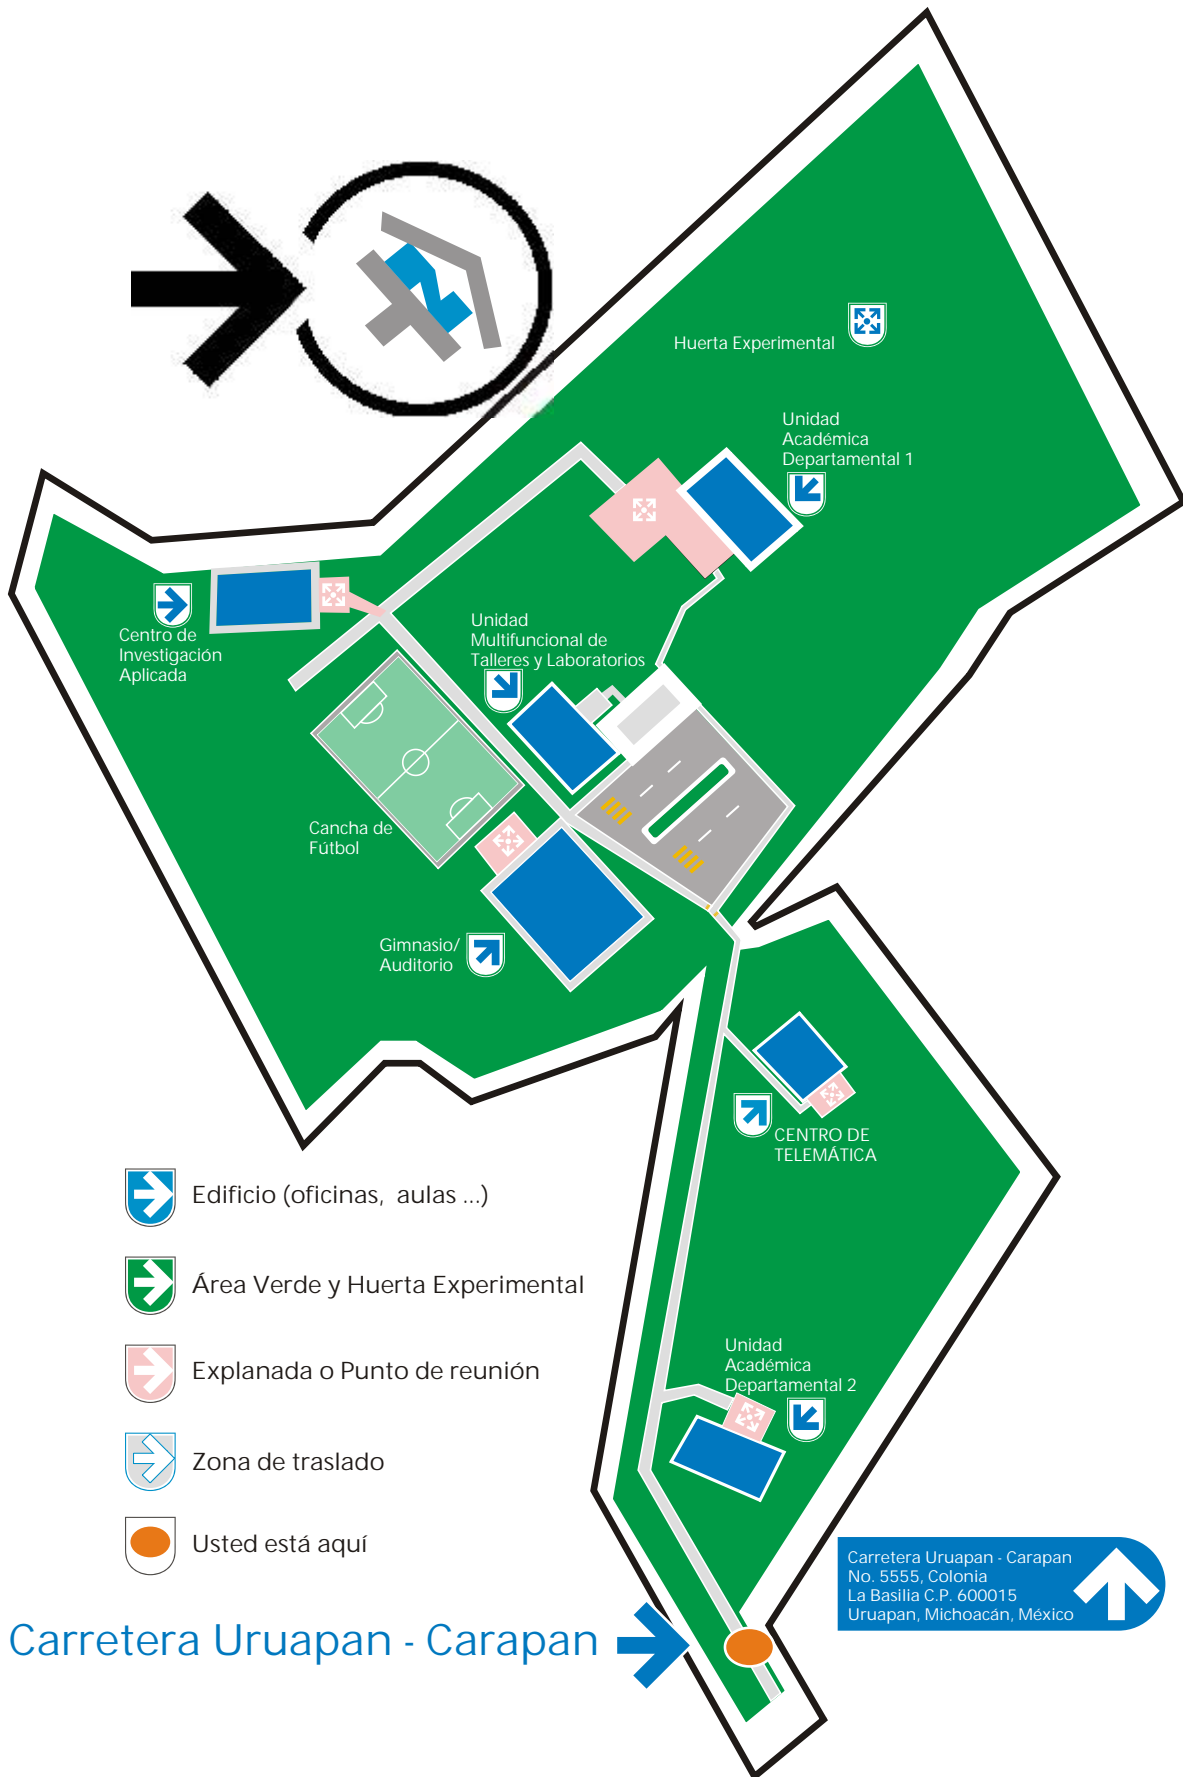 Huerta Experimental
Unidad
Académica
Departamental 1
Unidad
Multifuncional de
Talleres y Laboratorios
Centro de
Investigación
Aplicada
Cancha de
Fútbol
Gimnasio/
Auditorio
CENTRO DE
TELEMÁTICA
Edificio (oficinas, aulas ...)
Área Verde y Huerta Experimental
Explanada o Punto de reunión
Zona de traslado
Usted está aquí
Unidad
Académica
Departamental 2
Carretera Uruapan - Carapan
No. 5555, Colonia
La Basilia C.P. 600015
Uruapan, Michoacán, México
Carretera Uruapan - Carapan